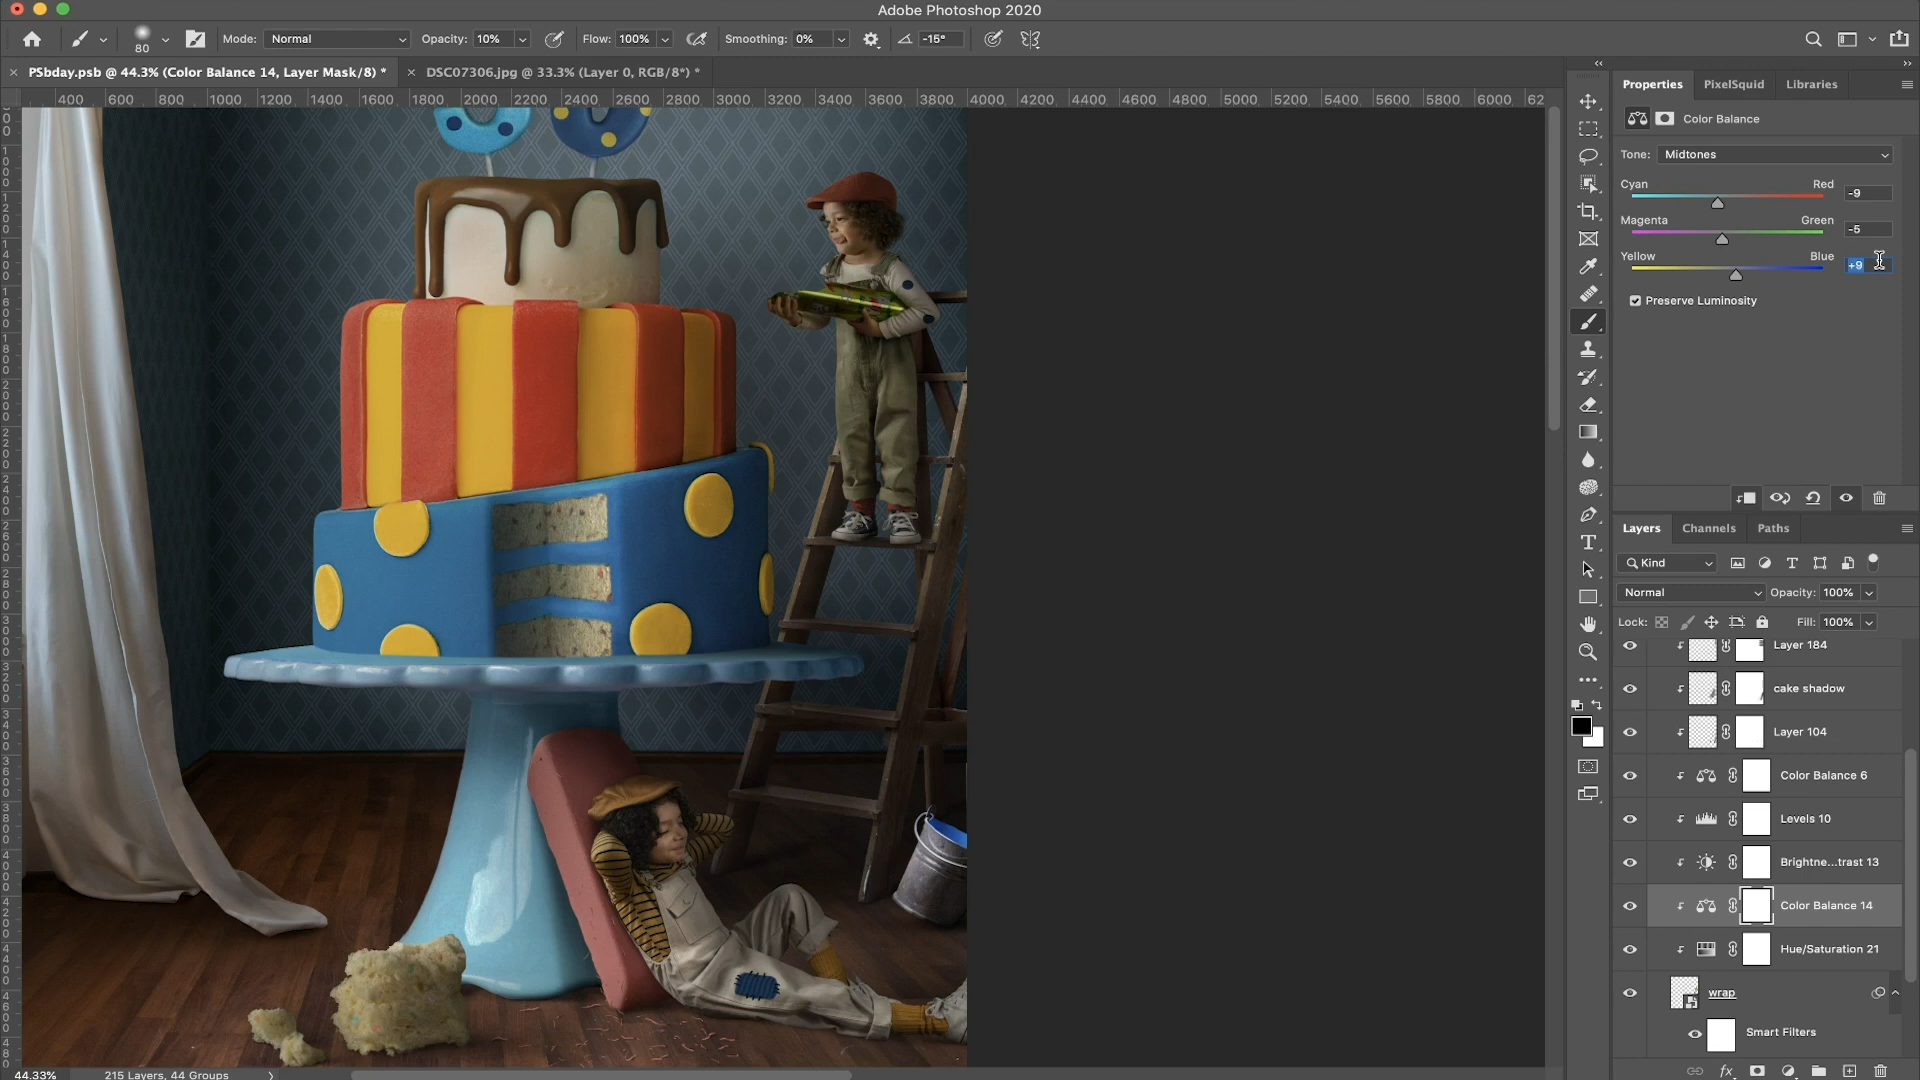 Adobe Photoshop 2020
80 Mode: Normal Opacity: 10% Flow: 100% Smoothing: 0% -15°
PSbday.psb @ 44.3% (Color Balance 14, Layer Mask/8) * DSC07306.jpg @ 33.3% (Layer 0, RGB/8*) *
400 600 800 1000 1200 1400 1600 1800 2000 2200 2400 2600 2800 3000 3200 3400 3600 3800 4000 4200 4400 4600 4800 5000 5200 5400 5600 5800 6000 62
Properties PixelSquid Libraries
Color Balance
Tone: Midtones
Cyan Red -9
Magenta Green -5
Yellow Blue +9
Preserve Luminosity
Layers Channels Paths
Kind
Normal Opacity: 100%
Lock: Fill: 100%
Layer 184
cake shadow
Layer 104
Color Balance 6
Levels 10
Brightne...trast 13
Color Balance 14
Hue/Saturation 21
wrap
Smart Filters
fx
44.33% 215 Layers, 44 Groups